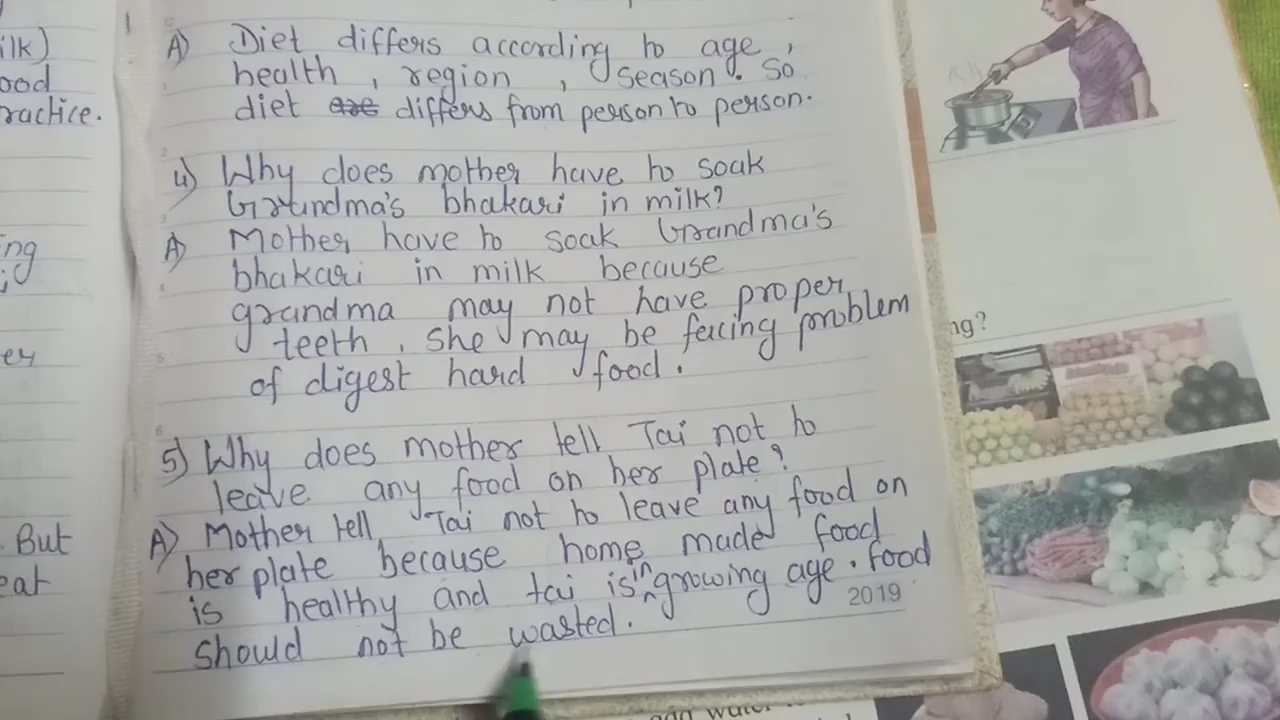 ilk)
ood
ractice.
ing
er
. But
eat
A) Diet differs according to age,
health, region, season. So
diet are differs from person to person.
4) Why does mother have to soak
Grandma's bhakari in milk?
A) Mother have to soak Grandma's
bhakari in milk because
grandma may not have proper
teeth. She may be facing problem
of digest hard food.
5) Why does mother tell Tai not to
leave any food on her plate?
A) Mother tell Tai not to leave any food on
her plate because home made food
is healthy and tai is in growing age. Food
should not be wasted.
2019
ng?
add water